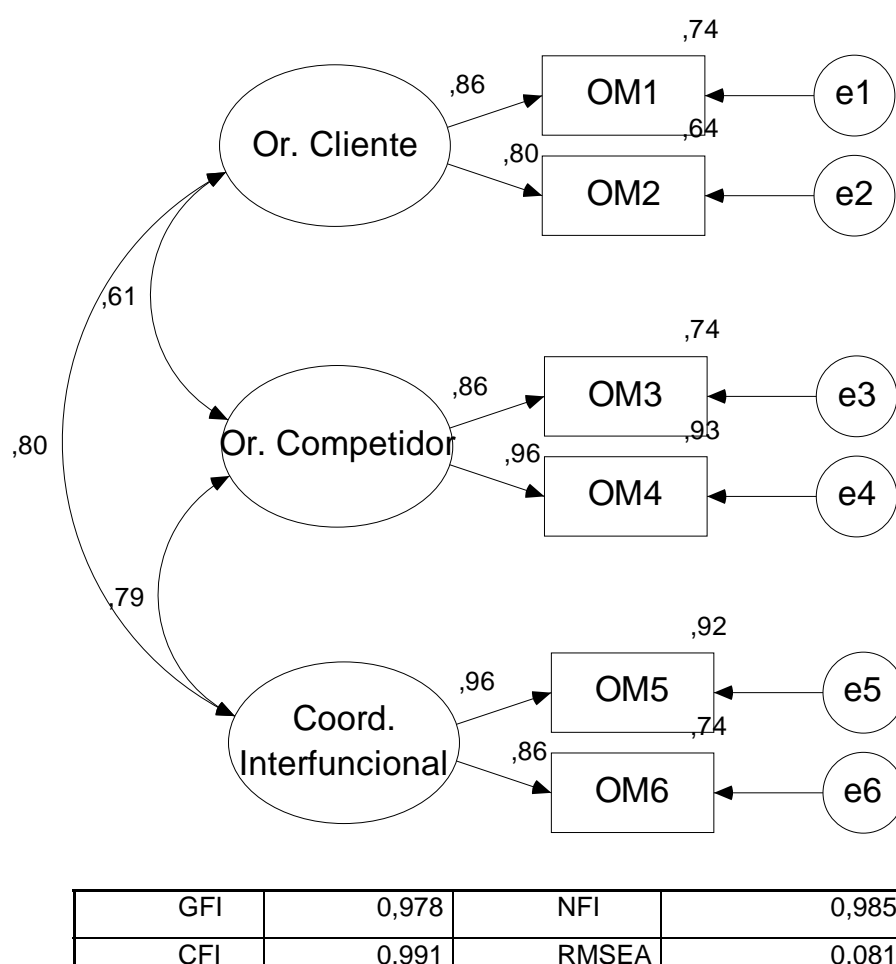 ,74
,86
OM1
e1
Or. Cliente
,64
,80
OM2
e2
,61
,74
,86
OM3
e3
,80
Or. Competidor
,93
,96
OM4
e4
,79
,92
,96
OM5
e5
Coord.
Interfuncional
,74
,86
OM6
e6
GFI 0,978 NFI 0,985
CFI 0,991 RMSEA 0,081